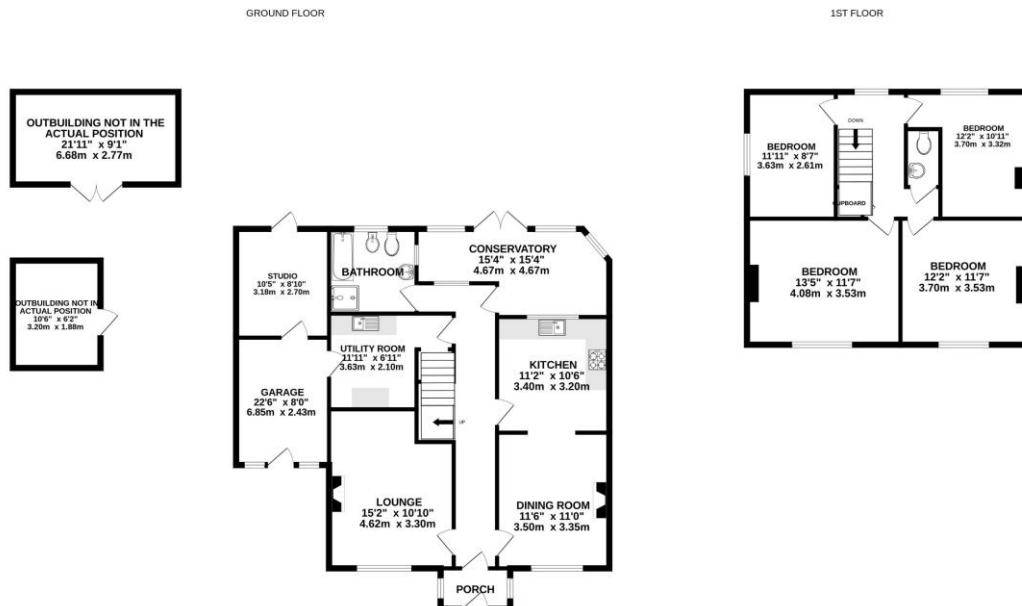 GROUND FLOOR
1ST FLOOR
OUTBUILDING NOT IN THE
ACTUAL POSITION
21'11" x 9'1"
6.68m x 2.77m
OUTBUILDING NOT IN
ACTUAL POSITION
10'6" x 6'2"
3.20m x 1.88m
STUDIO
10'5" x 8'10"
3.18m x 2.70m
BATHROOM
CONSERVATORY
15'4" x 15'4"
4.67m x 4.67m
UTILITY ROOM
11'11" x 6'11"
3.63m x 2.10m
KITCHEN
11'2" x 10'6"
3.40m x 3.20m
GARAGE
22'6" x 8'0"
6.85m x 2.43m
UP
LOUNGE
15'2" x 10'10"
4.62m x 3.30m
DINING ROOM
11'6" x 11'0"
3.50m x 3.35m
PORCH
DOWN
BEDROOM
11'11" x 8'7"
3.63m x 2.61m
BEDROOM
12'2" x 10'11"
3.70m x 3.32m
CUPBOARD
BEDROOM
13'5" x 11'7"
4.08m x 3.53m
BEDROOM
12'2" x 11'7"
3.70m x 3.53m